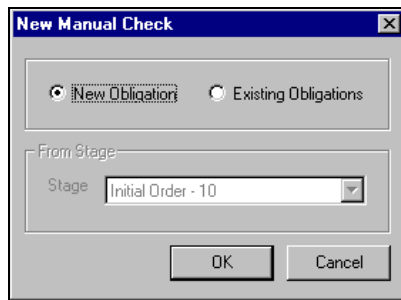 New Manual Check
New Obligation Existing Obligations
From Stage
Stage Initial Order - 10
OK Cancel